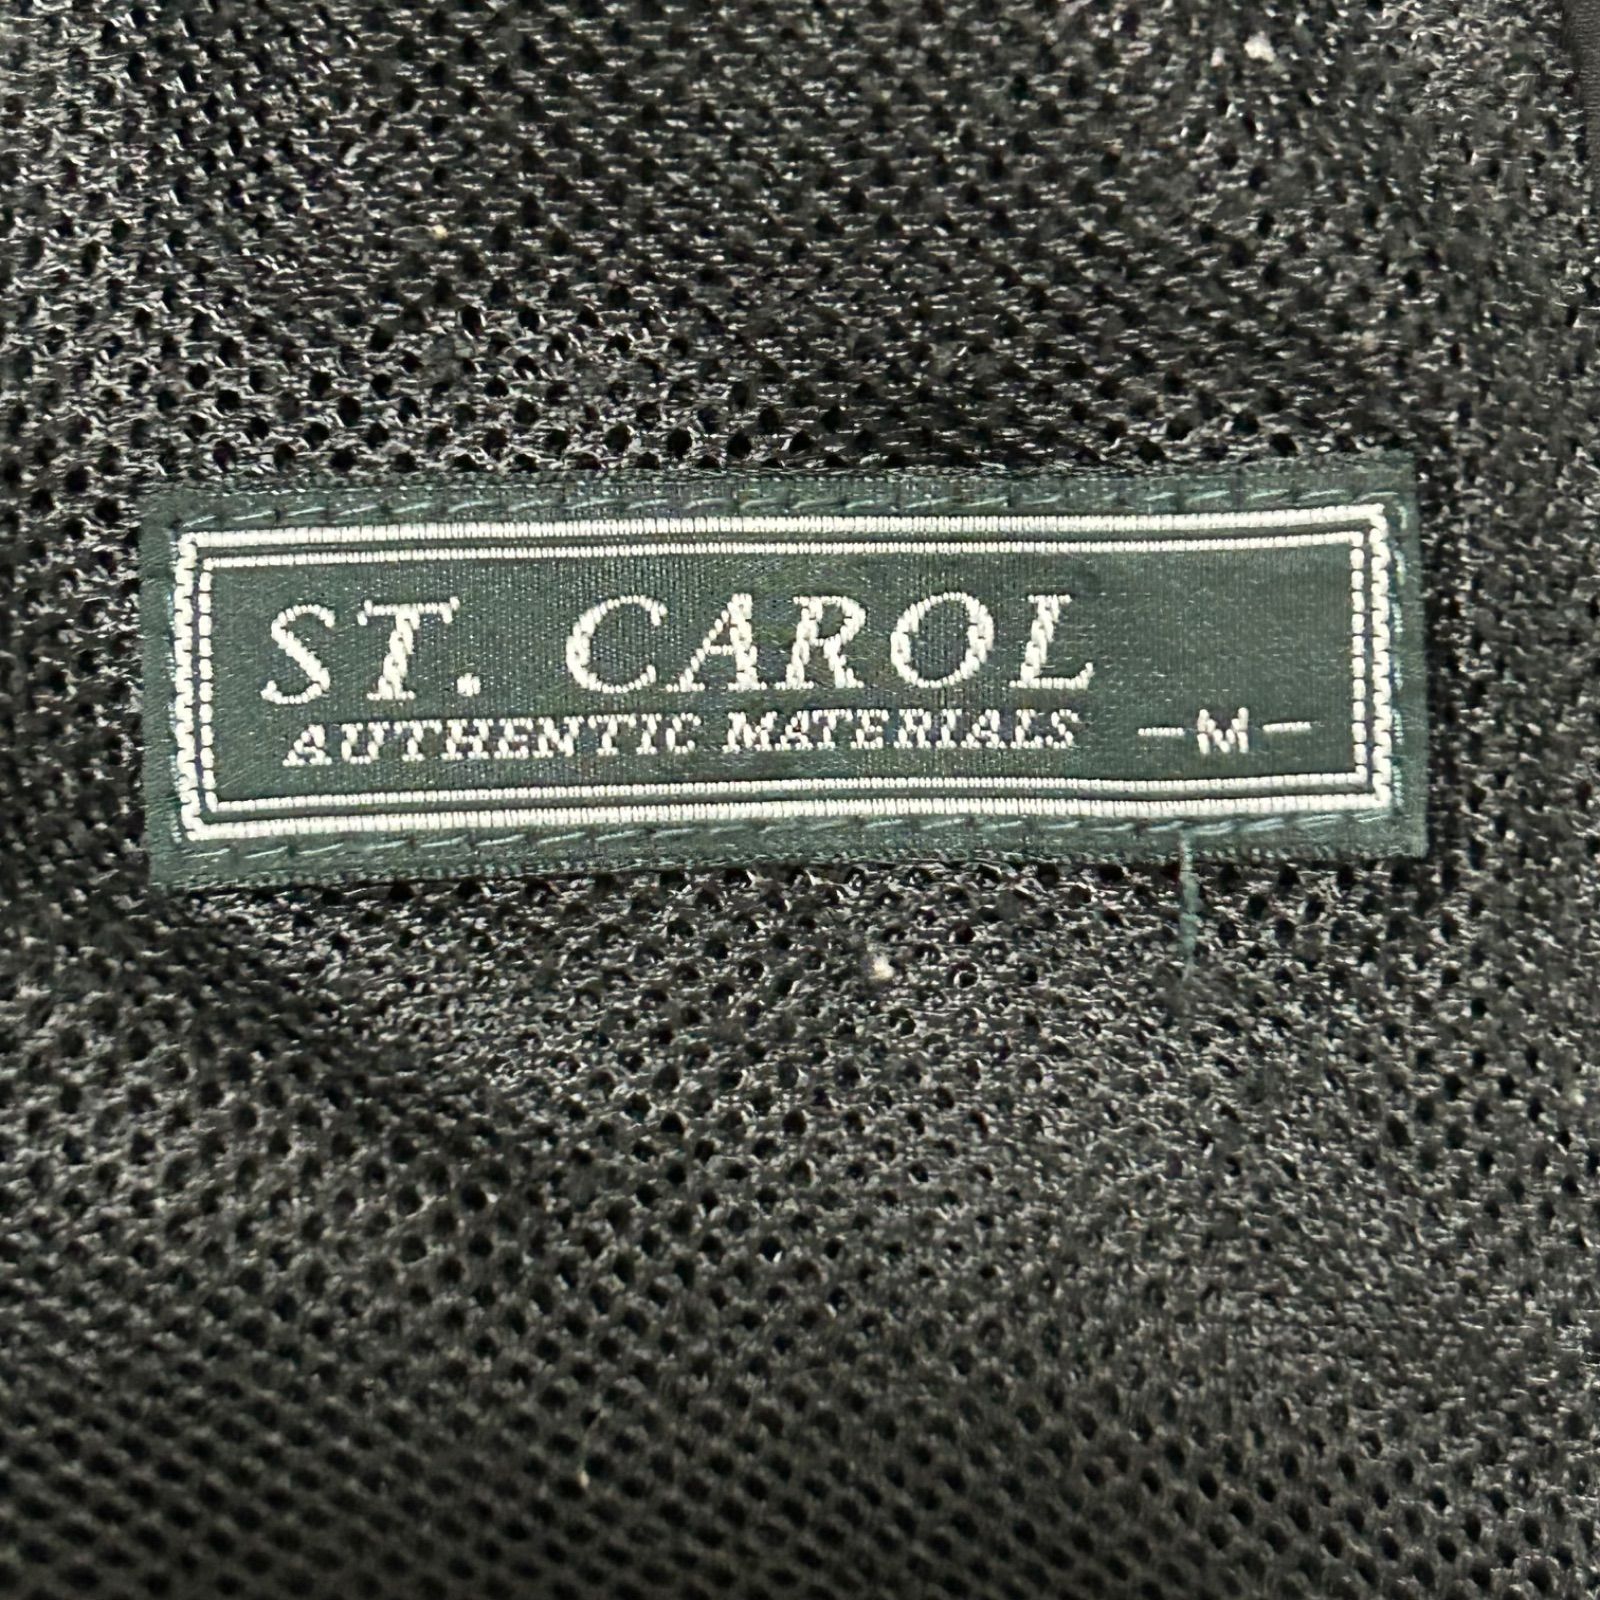 ST. CAROL
AUTHENTIC MATERIALS -M-